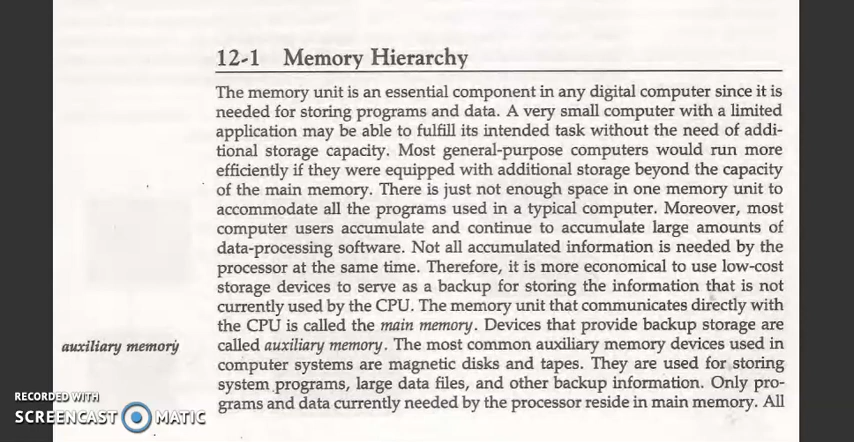 12-1 Memory Hierarchy
The memory unit is an essential component in any digital computer since it is
needed for storing programs and data. A very small computer with a limited
application may be able to fulfill its intended task without the need of addi-
tional storage capacity. Most general-purpose computers would run more
efficiently if they were equipped with additional storage beyond the capacity
of the main memory. There is just not enough space in one memory unit to
accommodate all the programs used in a typical computer. Moreover, most
computer users accumulate and continue to accumulate large amounts of
data-processing software. Not all accumulated information is needed by the
processor at the same time. Therefore, it is more economical to use low-cost
storage devices to serve as a backup for storing the information that is not
currently used by the CPU. The memory unit that communicates directly with
the CPU is called the main memory. Devices that provide backup storage are
auxiliary memory
called auxiliary memory. The most common auxiliary memory devices used in
computer systems are magnetic disks and tapes. They are used for storing
system programs, large data files, and other backup information. Only pro-
grams and data currently needed by the processor reside in main memory. All
RECORDED WITH
SCREENCAST MATIC